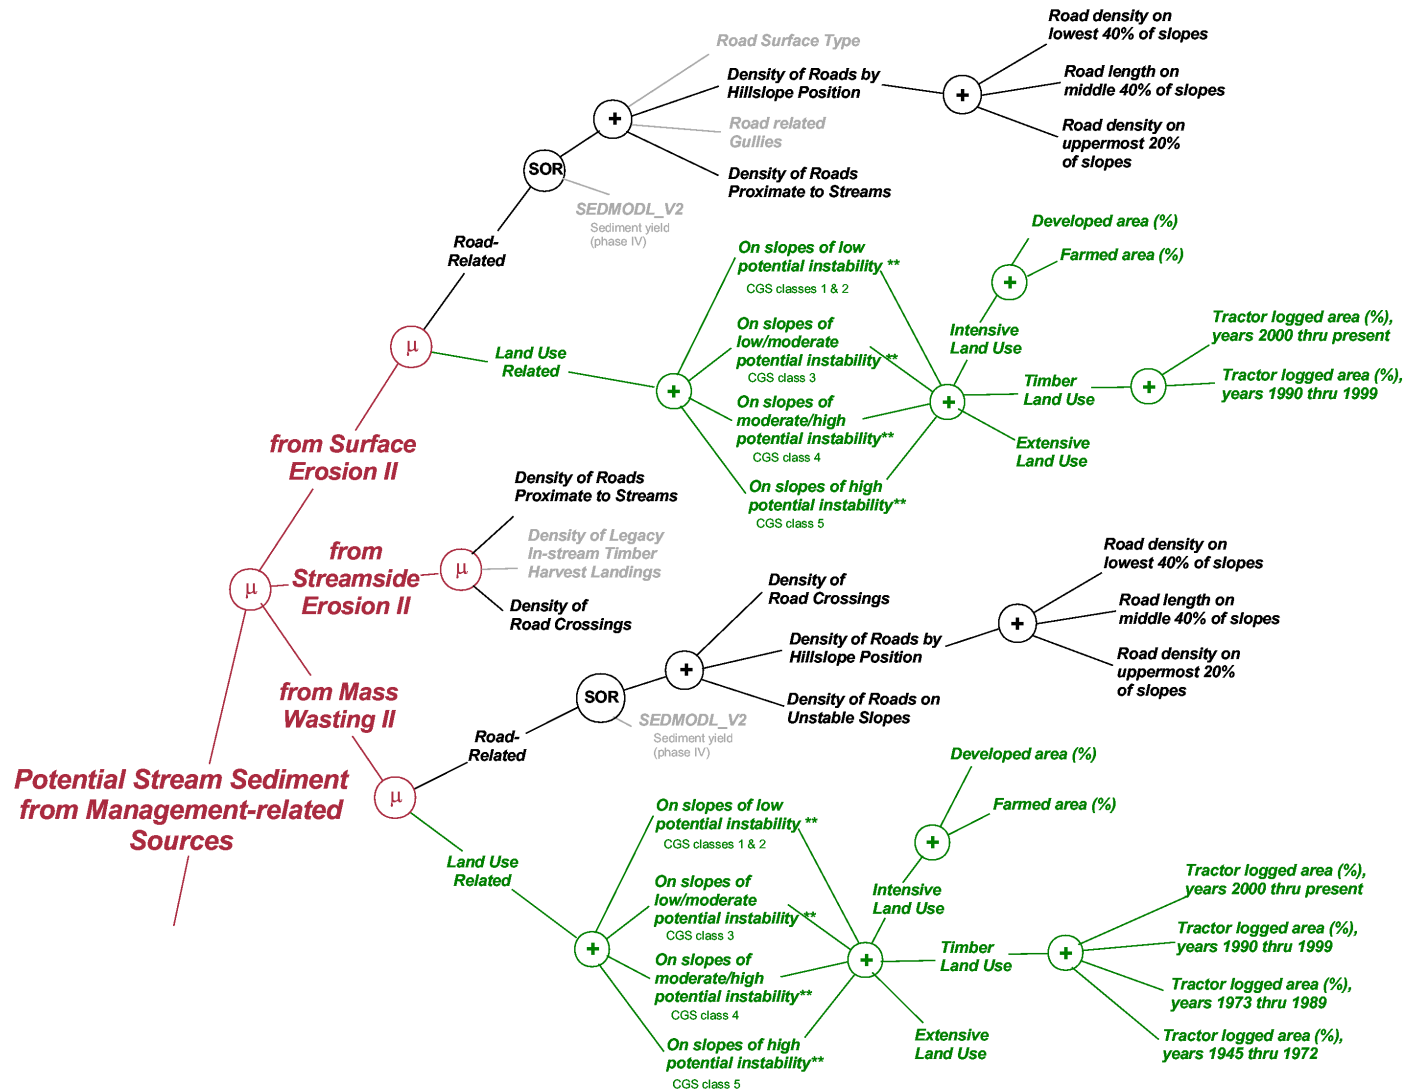 Road Surface Type
Density of Roads by
Hillslope Position
Road related
Gullies
Density of Roads
Proximate to Streams
+
Road density on
lowest 40% of slopes
Road length on
middle 40% of slopes
Road density on
uppermost 20%
of slopes
+
SOR
SEDMODL_V2
Sediment yield
(phase IV)
Road-
Related
μ
Land Use
Related
+
On slopes of low
potential instability **
CGS classes 1 & 2
On slopes of
low/moderate
potential instability **
CGS class 3
On slopes of
moderate/high
potential instability**
CGS class 4
On slopes of high
potential instability**
CGS class 5
+
Developed area (%)
Farmed area (%)
+
Intensive
Land Use
Timber
Land Use
+
Tractor logged area (%),
years 2000 thru present
Tractor logged area (%),
years 1990 thru 1999
Extensive
Land Use
from Surface
Erosion II
from
Streamside
Erosion II
μ
μ
Density of Roads
Proximate to Streams
Density of Legacy
In-stream Timber
Harvest Landings
Density of
Road Crossings
from Mass
Wasting II
Potential Stream Sediment
from Management-related
Sources
μ
Road-
Related
SOR
SEDMODL_V2
Sediment yield
(phase IV)
+
Density of
Road Crossings
Density of Roads by
Hillslope Position
Density of Roads on
Unstable Slopes
+
Road density on
lowest 40% of slopes
Road length on
middle 40% of slopes
Road density on
uppermost 20%
of slopes
Land Use
Related
+
On slopes of low
potential instability **
CGS classes 1 & 2
On slopes of
low/moderate
potential instability **
CGS class 3
On slopes of
moderate/high
potential instability**
CGS class 4
On slopes of high
potential instability**
CGS class 5
+
Developed area (%)
Farmed area (%)
+
Intensive
Land Use
Timber
Land Use
+
Tractor logged area (%),
years 2000 thru present
Tractor logged area (%),
years 1990 thru 1999
Tractor logged area (%),
years 1973 thru 1989
Tractor logged area (%),
years 1945 thru 1972
Extensive
Land Use